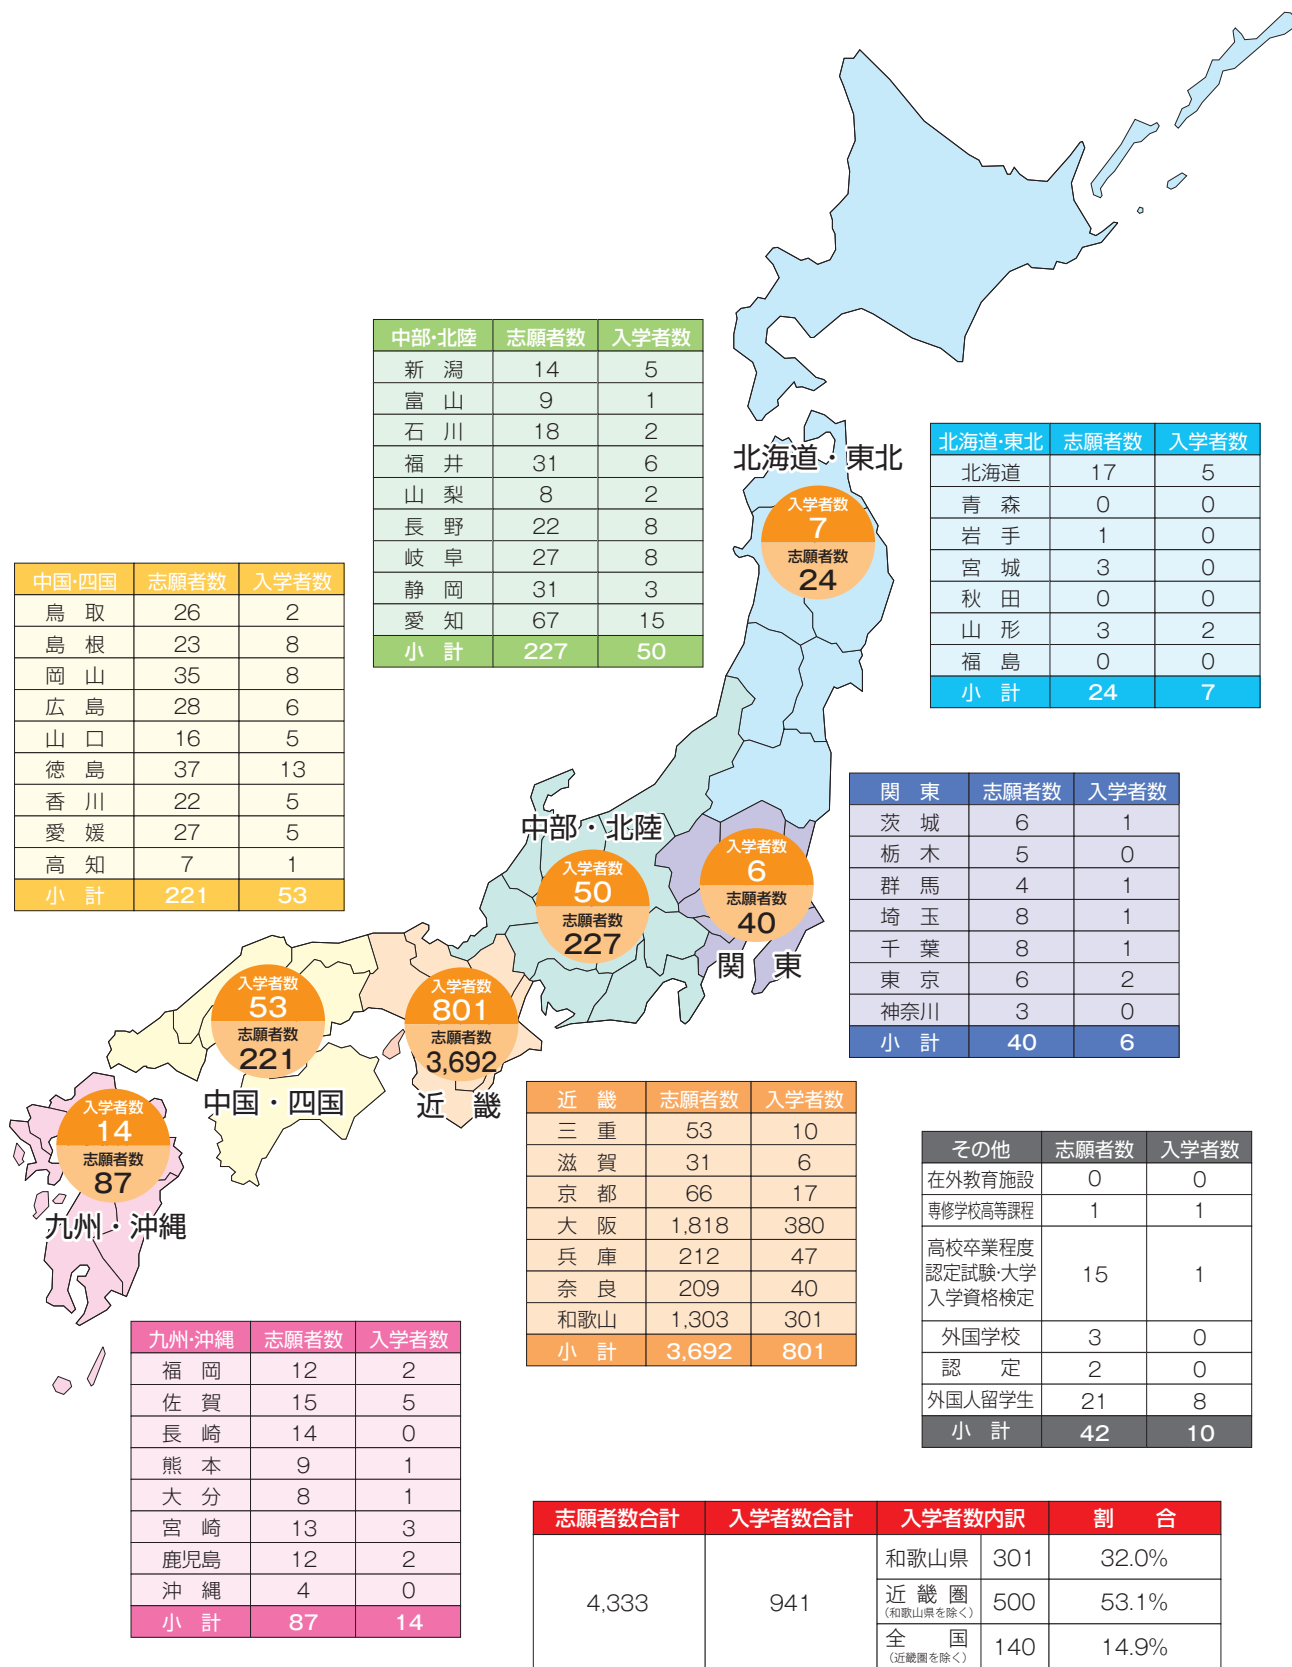 中部・北陸 志願者数 入学者数
新潟 14 5
富山 9 1
石川 18 2
福井 31 6
山梨 8 2
長野 22 8
岐阜 27 8
静岡 31 3
愛知 67 15
小計 227 50
北海道・東北
入学者数
7
志願者数
24
北海道・東北 志願者数 入学者数
北海道 17 5
青森 0 0
岩手 1 0
宮城 3 0
秋田 0 0
山形 3 2
福島 0 0
小計 24 7
中国・四国 志願者数 入学者数
鳥取 26 2
島根 23 8
岡山 35 8
広島 28 6
山口 16 5
徳島 37 13
香川 22 5
愛媛 27 5
高知 7 1
小計 221 53
中部・北陸
入学者数
50
志願者数
227
入学者数
6
志願者数
40
関東
関東 志願者数 入学者数
茨城 6 1
栃木 5 0
群馬 4 1
埼玉 8 1
千葉 8 1
東京 6 2
神奈川 3 0
小計 40 6
入学者数
53
志願者数
221
中国・四国
入学者数
801
志願者数
3,692
近畿
入学者数
14
志願者数
87
九州・沖縄
近畿 志願者数 入学者数
三重 53 10
滋賀 31 6
京都 66 17
大阪 1,818 380
兵庫 212 47
奈良 209 40
和歌山 1,303 301
小計 3,692 801
その他 志願者数 入学者数
在外教育施設 0 0
専修学校高等課程 1 1
高校卒業程度
認定試験・大学 15 1
入学資格検定
外国学校 3 0
認定 2 0
外国人留学生 21 8
小計 42 10
九州・沖縄 志願者数 入学者数
福岡 12 2
佐賀 15 5
長崎 14 0
熊本 9 1
大分 8 1
宮崎 13 3
鹿児島 12 2
沖縄 4 0
小計 87 14
志願者数合計 入学者数合計 入学者数内訳 割合
4,333 941
和歌山県 301 32.0%
近畿圏 500 53.1%
(和歌山県を除く)
全国 140 14.9%
(近畿圏を除く)